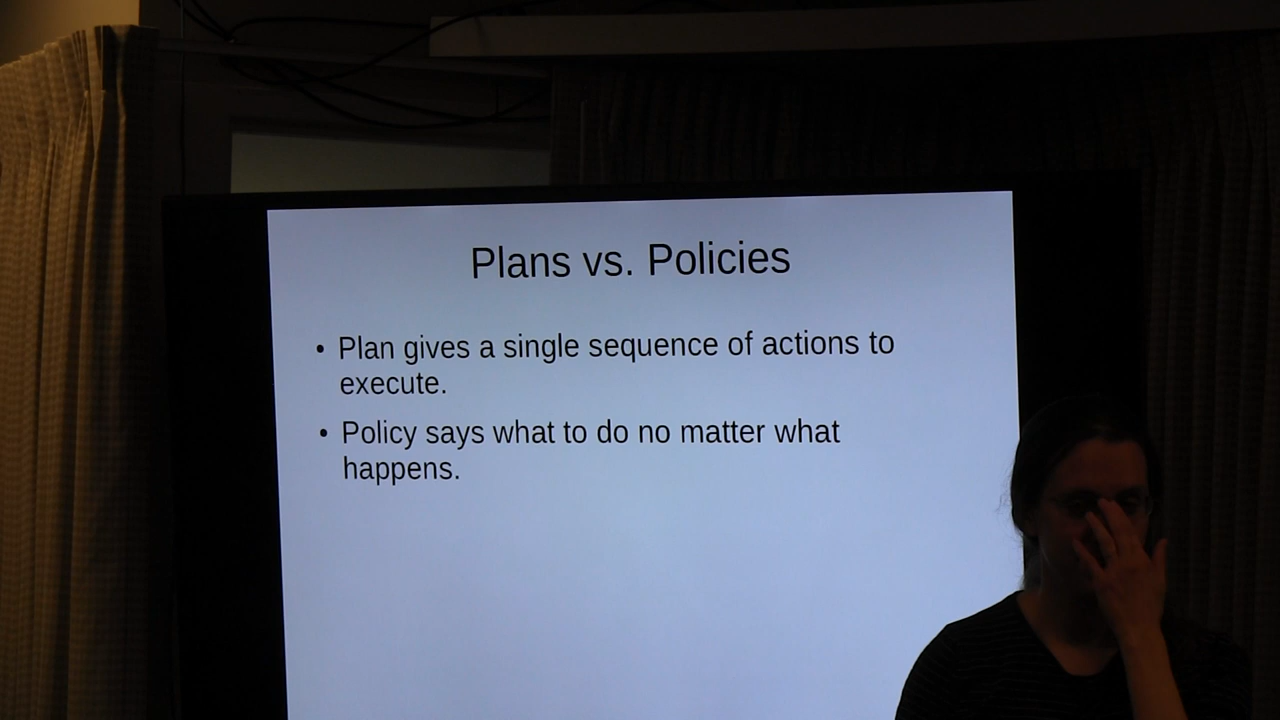 Plans vs. Policies
• Plan gives a single sequence of actions to
execute.
• Policy says what to do no matter what
happens.